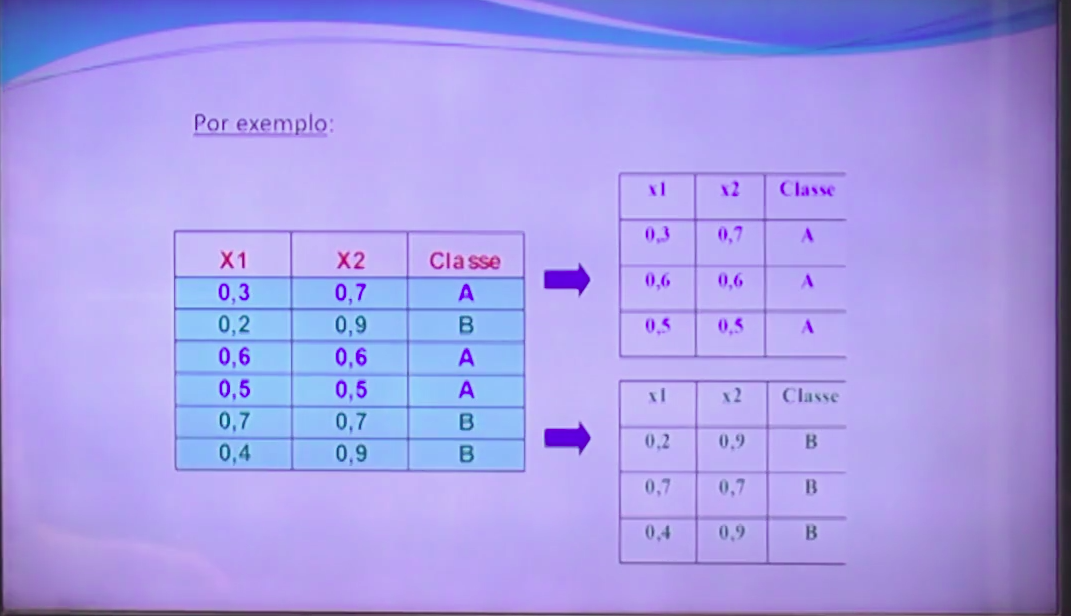 Por exemplo:
X1 X2 Classe
0,3 0,7 A
0,2 0,9 B
0,6 0,6 A
0,5 0,5 A
0,7 0,7 B
0,4 0,9 B
x1 x2 Classe
0,3 0,7 A
0,6 0,6 A
0,5 0,5 A
x1 x2 Classe
0,2 0,9 B
0,7 0,7 B
0,4 0,9 B